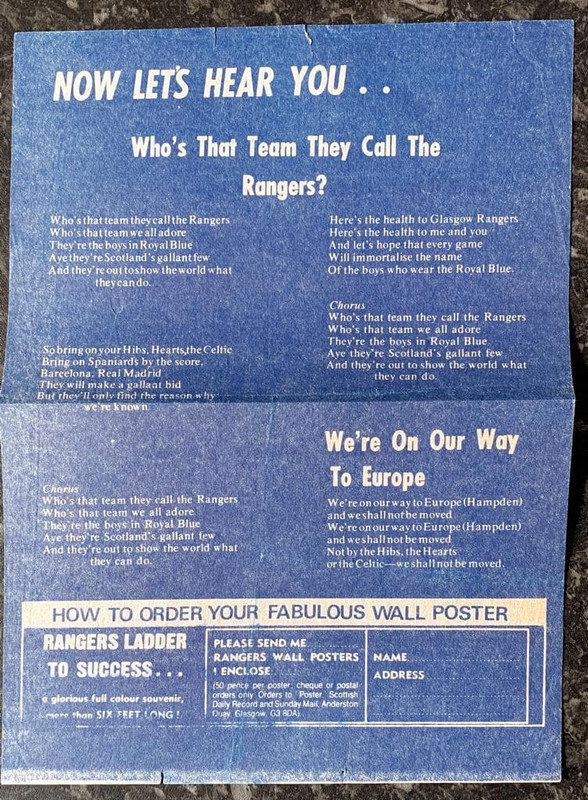 NOW LET'S HEAR YOU . .
Who's That Team They Call The
Rangers?
Who's that team they call the Rangers
Who's that team we all adore
They're the boys in Royal Blue
Aye they're Scotland's gallant few
And they're out to show the world what
they can do.
So bring on your Hibs, Hearts, the Celtic
Bring on Spaniards by the score,
Barcelona, Real Madrid
They will make a gallant bid
But they'll only find the reason why
we're known
Chorus
Who's that team they call the Rangers
Who's that team we all adore
They're the boys in Royal Blue
Aye they're Scotland's gallant few
And they're out to show the world what
they can do.
Here's the health to Glasgow Rangers
Here's the health to me and you
And let's hope that every game
Will immortalise the name
Of the boys who wear the Royal Blue.
Chorus
Who's that team they call the Rangers
Who's that team we all adore
They're the boys in Royal Blue
Aye they're Scotland's gallant few
And they're out to show the world what
they can do.
We're On Our Way
To Europe
We're on our way to Europe (Hampden)
and we shall not be moved
We're on our way to Europe (Hampden)
and we shall not be moved
Not by the Hibs, the Hearts
or the Celtic—we shall not be moved.
HOW TO ORDER YOUR FABULOUS WALL POSTER
RANGERS LADDER
TO SUCCESS . . .
a glorious full colour souvenir,
more than SIX FEET LONG!
PLEASE SEND ME
RANGERS WALL POSTERS
I ENCLOSE
(50 pence per poster, cheque or postal
orders only. Orders to Poster, Scottish
Daily Record and Sunday Mail, Anderston
Quay, Glasgow, G3 8DA)
NAME
ADDRESS